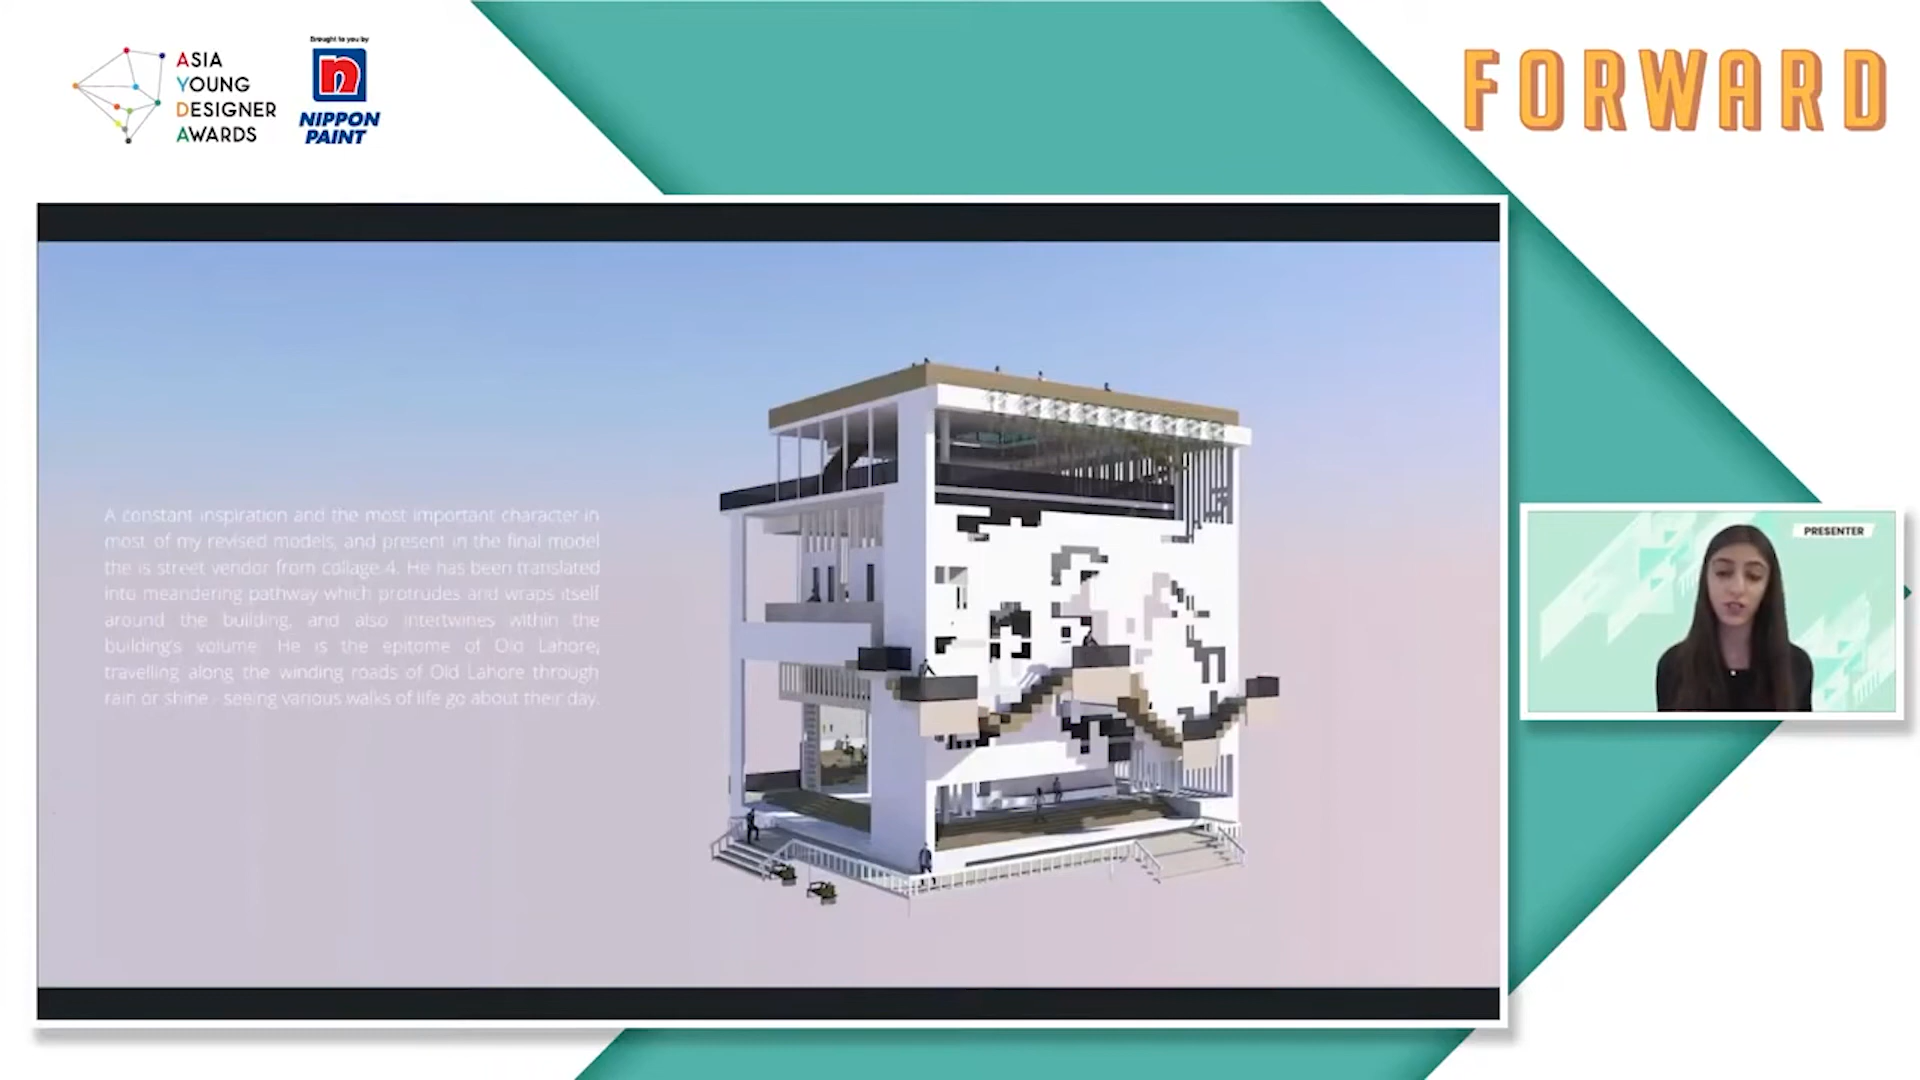 ASIA
YOUNG
DESIGNER
AWARDS
Brought to you by
n
NIPPON
PAINT
FORWARD
A constant inspiration and the most important character in
most of my revised models, and present in the final model
the is street vendor from collage 4. He has been translated
into meandering pathway which protrudes and wraps itself
around the building, and also intertwines within the
building's volume. He is the epitome of Old Lahore,
travelling along the winding roads of Old Lahore through
rain or shine - seeing various walks of life go about their day.
PRESENTER